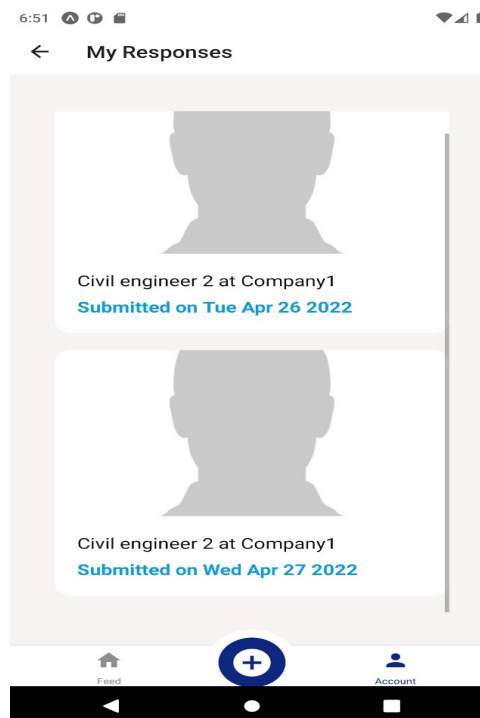 6:51
My Responses
Civil engineer 2 at Company1
Submitted on Tue Apr 26 2022
Civil engineer 2 at Company1
Submitted on Wed Apr 27 2022
Feed
Account